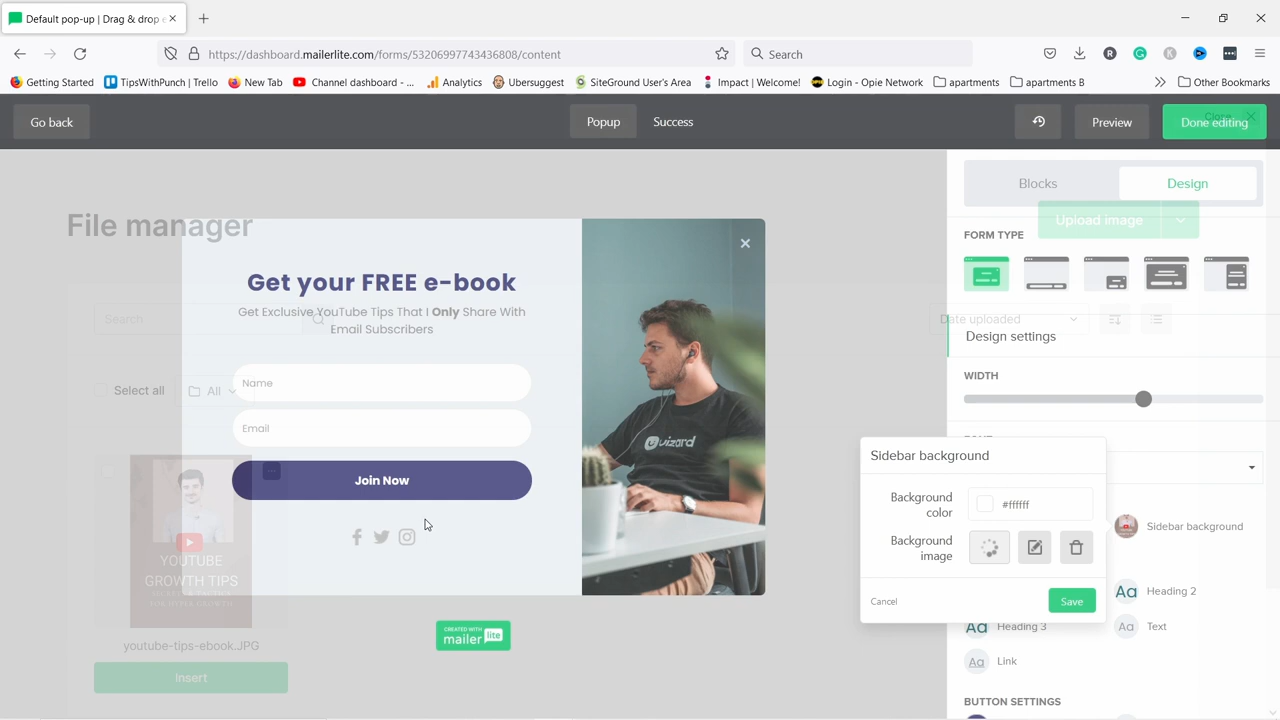 Default pop-up | Drag & drop e
https://dashboard.mailerlite.com/forms/53206997743436808/content
Search
Getting Started
TipsWithPunch | Trello
New Tab
Channel dashboard - ...
Analytics
Ubersuggest
SiteGround User's Area
Impact | Welcome!
Login - Opie Network
apartments
apartments B
Other Bookmarks
Go back
Popup
Success
Preview
Done editing
Close
Blocks
Design
File manager
Upload image
FORM TYPE
Get your FREE e-book
Get Exclusive YouTube Tips That I Only Share With
Email Subscribers
Search
Date uploaded
Design settings
WIDTH
Select all
All
Name
Email
Join Now
uizard
Sidebar background
Background
color
#ffffff
Background
image
Sidebar background
Cancel
Save
Heading 2
Heading 3
Text
Link
BUTTON SETTINGS
YOUTUBE
GROWTH TIPS
youtube-tips-ebook.JPG
Insert
CREATED WITH
mailer lite